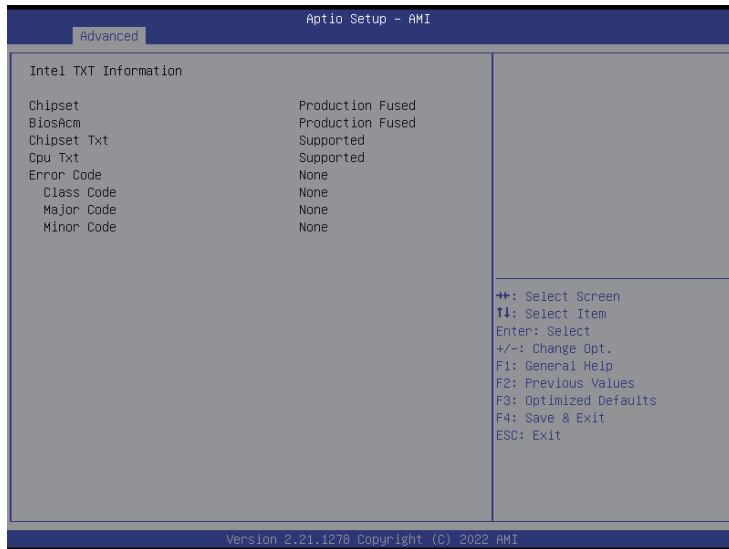 Aptio Setup – AMI
Advanced
Intel TXT Information
Chipset Production Fused
BiosAcm Production Fused
Chipset Txt Supported
Cpu Txt Supported
Error Code None
Class Code None
Major Code None
Minor Code None
→←: Select Screen
↑↓: Select Item
Enter: Select
+/-: Change Opt.
F1: General Help
F2: Previous Values
F3: Optimized Defaults
F4: Save & Exit
ESC: Exit
Version 2.21.1278 Copyright (C) 2022 AMI